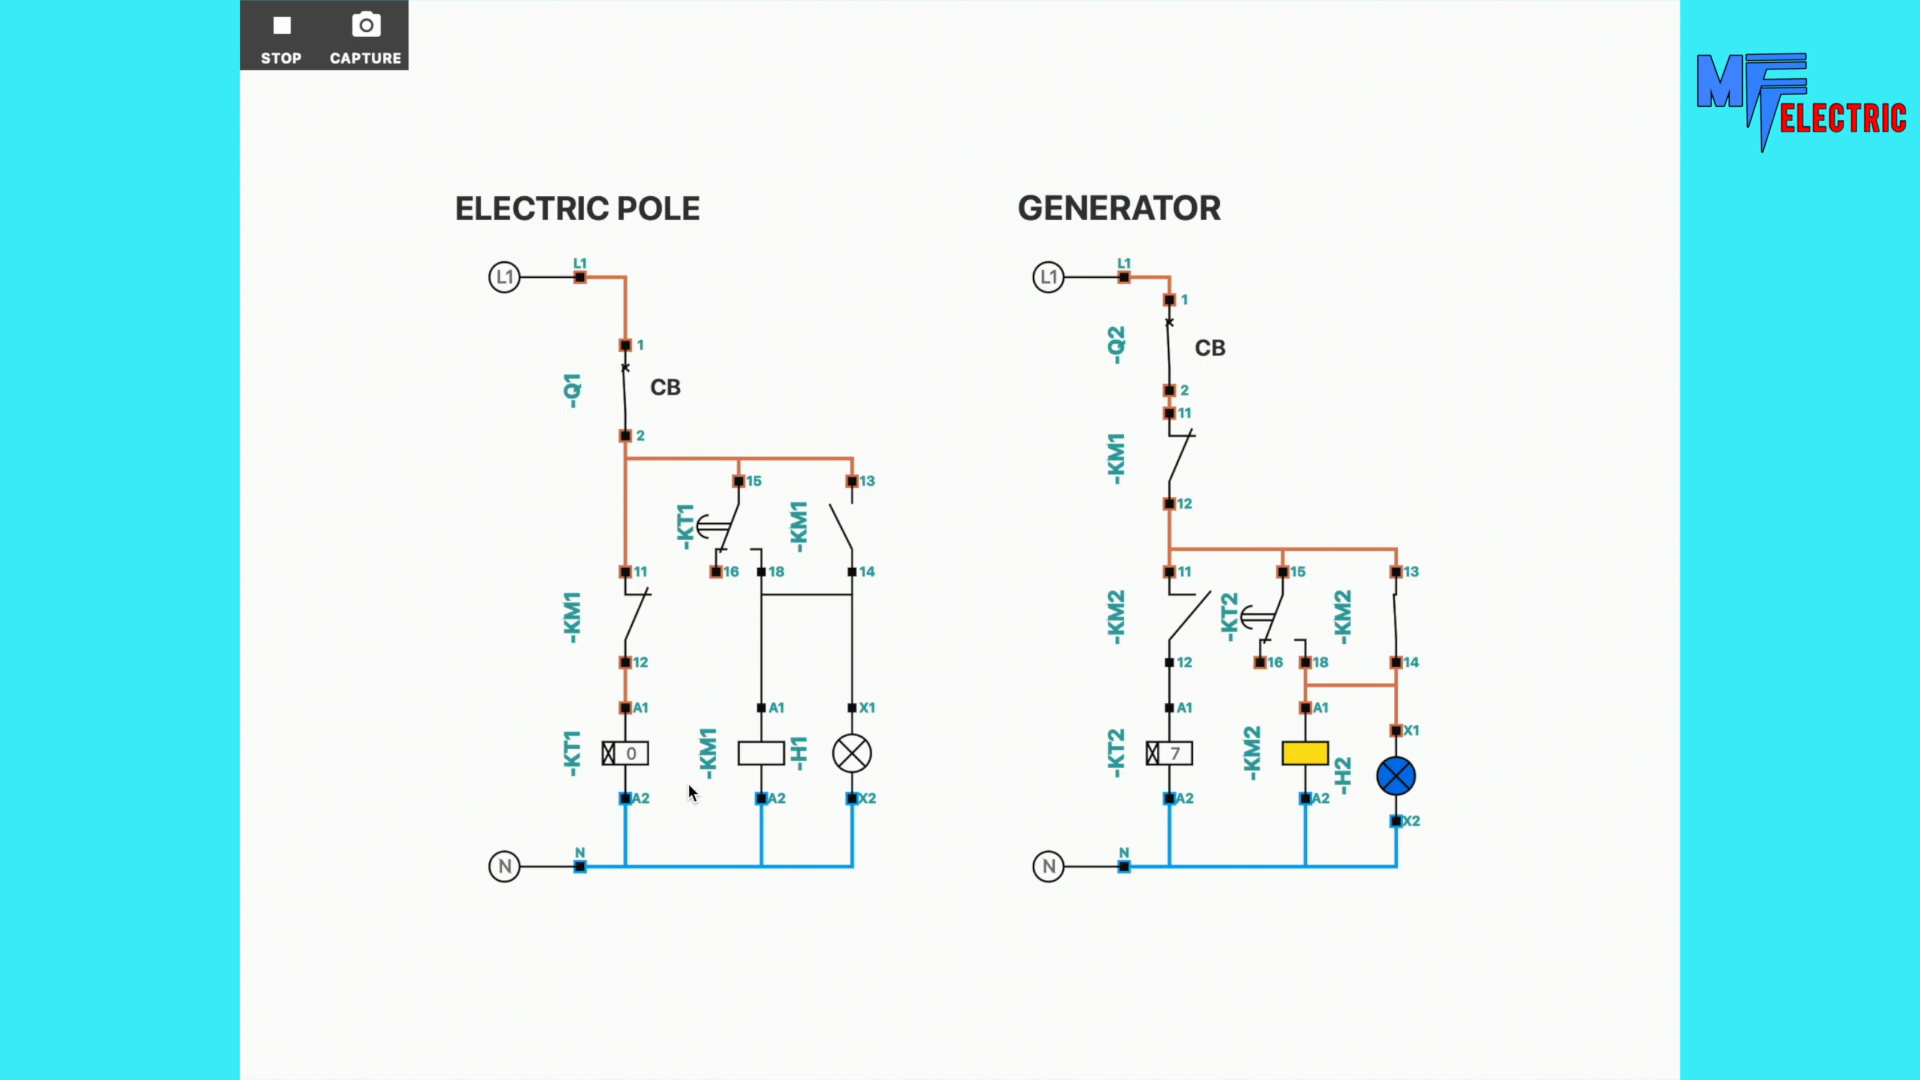 STOP
CAPTURE
MF ELECTRIC
ELECTRIC POLE
L1
L1
1
-Q1
CB
2
15
13
-KT1
-KM1
11
16
18
14
-KM1
12
A1
A1
X1
-KT1
0
-KM1
-H1
A2
A2
X2
N
N
GENERATOR
L1
L1
1
-Q2
CB
2
11
-KM1
12
11
15
13
-KM2
-KT2
-KM2
12
16
18
14
A1
A1
X1
-KT2
7
-KM2
-H2
A2
A2
X2
N
N